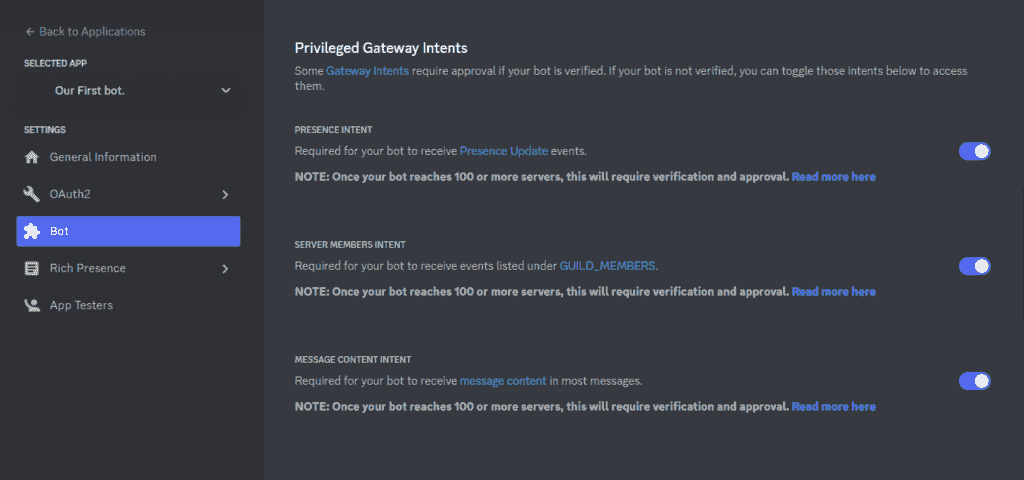 ← Back to Applications
SELECTED APP
Our First bot.
SETTINGS
General Information
OAuth2
Bot
Rich Presence
App Testers
Privileged Gateway Intents
Some Gateway Intents require approval if your bot is verified. If your bot is not verified, you can toggle those intents below to access
them.
PRESENCE INTENT
Required for your bot to receive Presence Update events.
NOTE: Once your bot reaches 100 or more servers, this will require verification and approval. Read more here
SERVER MEMBERS INTENT
Required for your bot to receive events listed under GUILD_MEMBERS.
NOTE: Once your bot reaches 100 or more servers, this will require verification and approval. Read more here
MESSAGE CONTENT INTENT
Required for your bot to receive message content in most messages.
NOTE: Once your bot reaches 100 or more servers, this will require verification and approval. Read more here